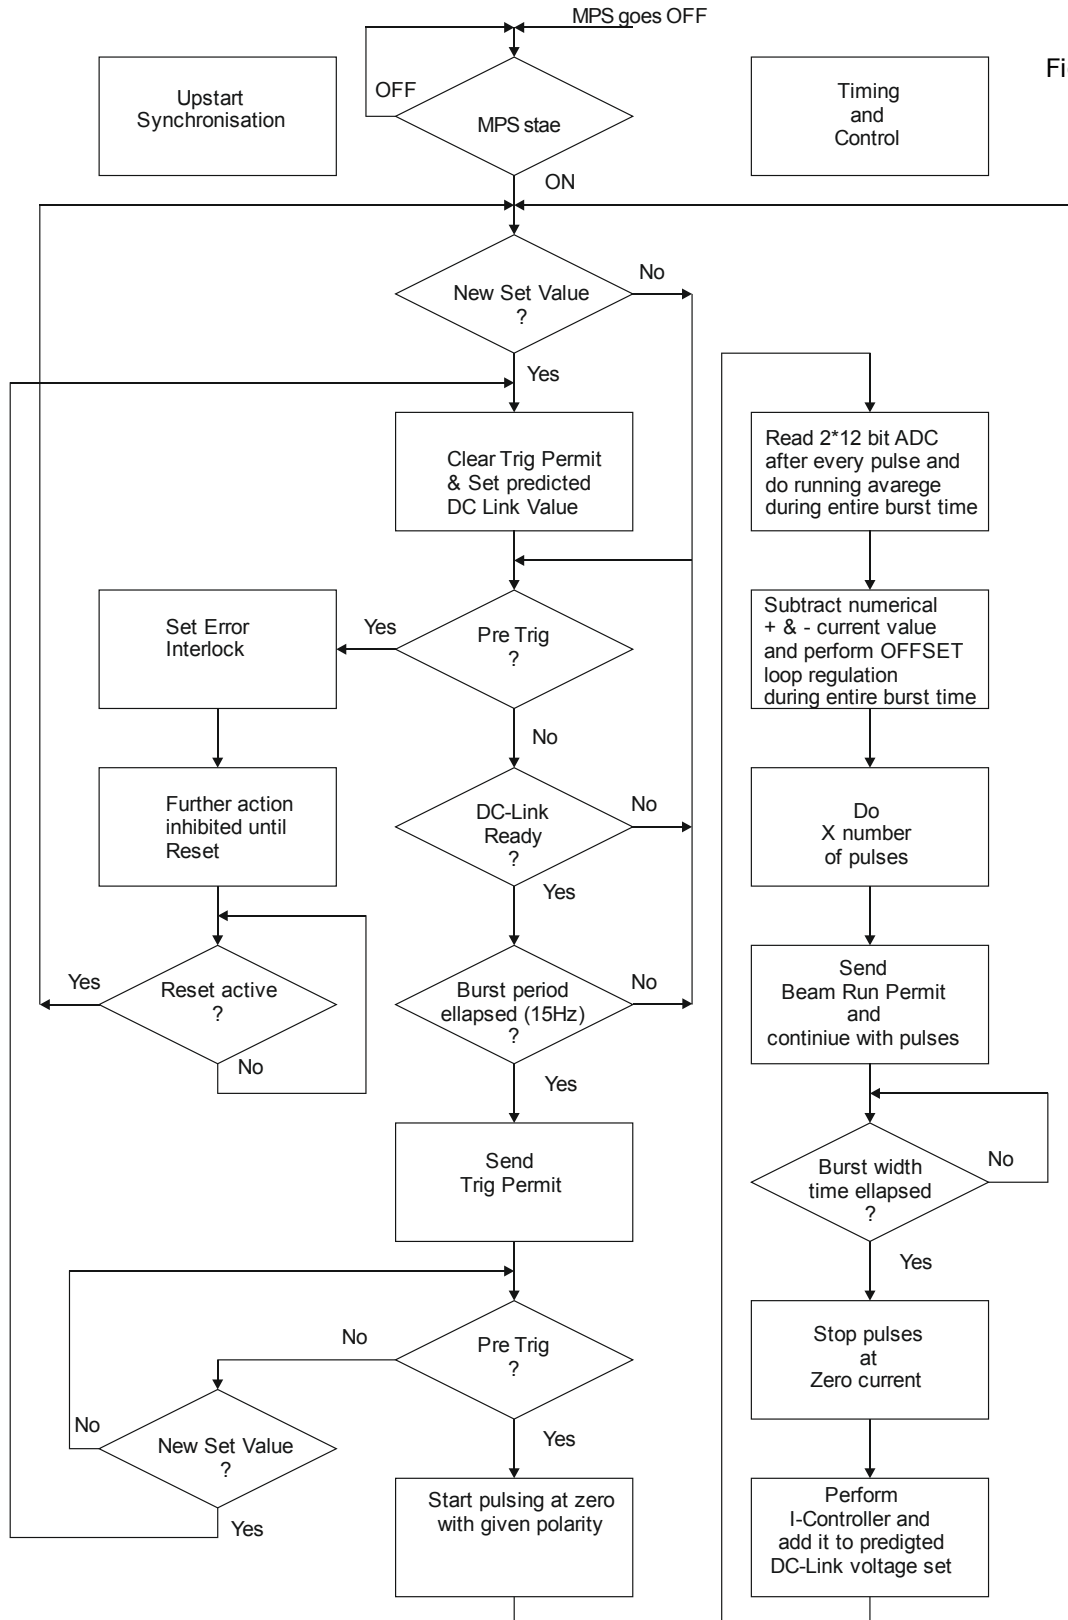 MPS goes OFF
Fi
OFF
Upstart
Synchronisation
MPS stae
Timing
and
Control
ON
New Set Value
?
No
Yes
Clear Trig Permit
& Set predicted
DC Link Value
Set Error
Interlock
Yes
Pre Trig
?
No
Further action
inhibited until
Reset
DC-Link
Ready
?
No
Yes
Yes
Reset active
?
No
Burst period
ellapsed (15Hz)
?
No
Yes
Send
Trig Permit
No
Pre Trig
?
No
New Set Value
?
Yes
Yes
Start pulsing at zero
with given polarity
Read 2*12 bit ADC
after every pulse and
do running avarege
during entire burst time
Subtract numerical
+ & - current value
and perform OFFSET
loop regulation
during entire burst time
Do
X number
of pulses
Send
Beam Run Permit
and
continiue with pulses
Burst width
time ellapsed
?
No
Yes
Stop pulses
at
Zero current
Perform
I-Controller and
add it to predigted
DC-Link voltage set